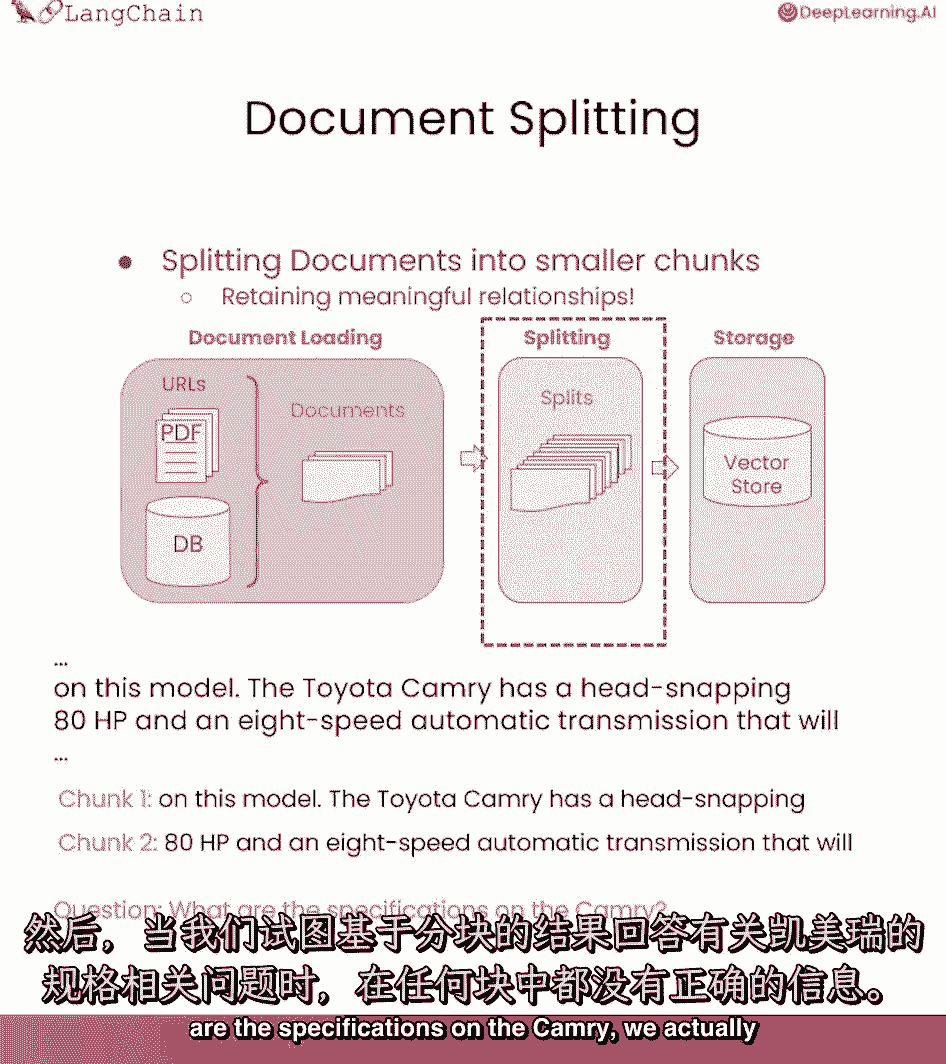 LangChain
DeepLearning.AI
Document Splitting
● Splitting Documents into smaller chunks
○ Retaining meaningful relationships!
Document Loading
Splitting
Storage
URLs
PDF
DB
Documents
Splits
Vector
Store
...
on this model. The Toyota Camry has a head-snapping
80 HP and an eight-speed automatic transmission that will
...
Chunk 1: on this model. The Toyota Camry has a head-snapping
Chunk 2: 80 HP and an eight-speed automatic transmission that will
Question: What are the specifications on the Camry?
然后，当我们试图基于分块的结果回答有关凯美瑞的
规格相关问题时，在任何块中都没有正确的信息。
are the specifications on the Camry, we actually